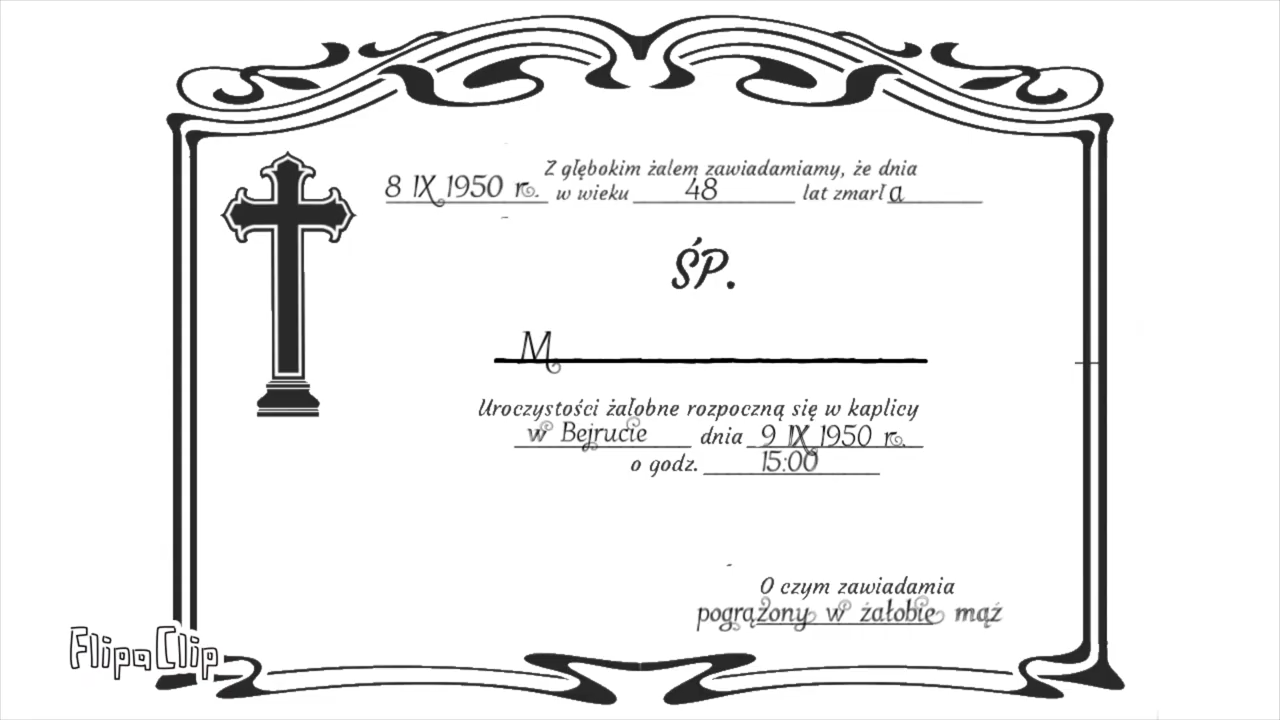 Z głębokim żalem zawiadamiamy, że dnia
8 IX 1950 r. w wieku 48 lat zmarła
ŚP.
M
Uroczystości żałobne rozpoczną się w kaplicy
w Bejrucie dnia 9 IX 1950 r.
o godz. 15:00
O czym zawiadamia
pogrążony w żałobie mąż
FlipaClip